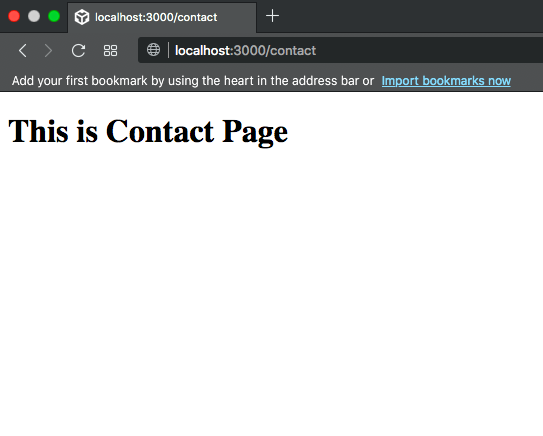 localhost:3000/contact
localhost:3000/contact
Add your first bookmark by using the heart in the address bar or Import bookmarks now
This is Contact Page